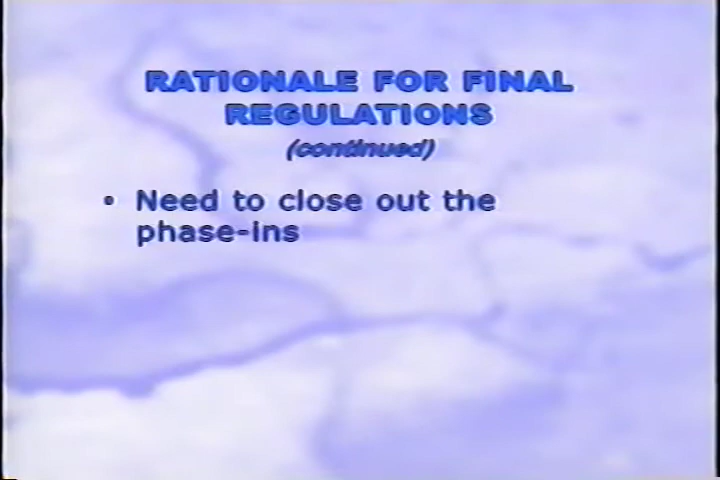 RATIONALE FOR FINAL
REGULATIONS
(continued)
• Need to close out the
phase-ins